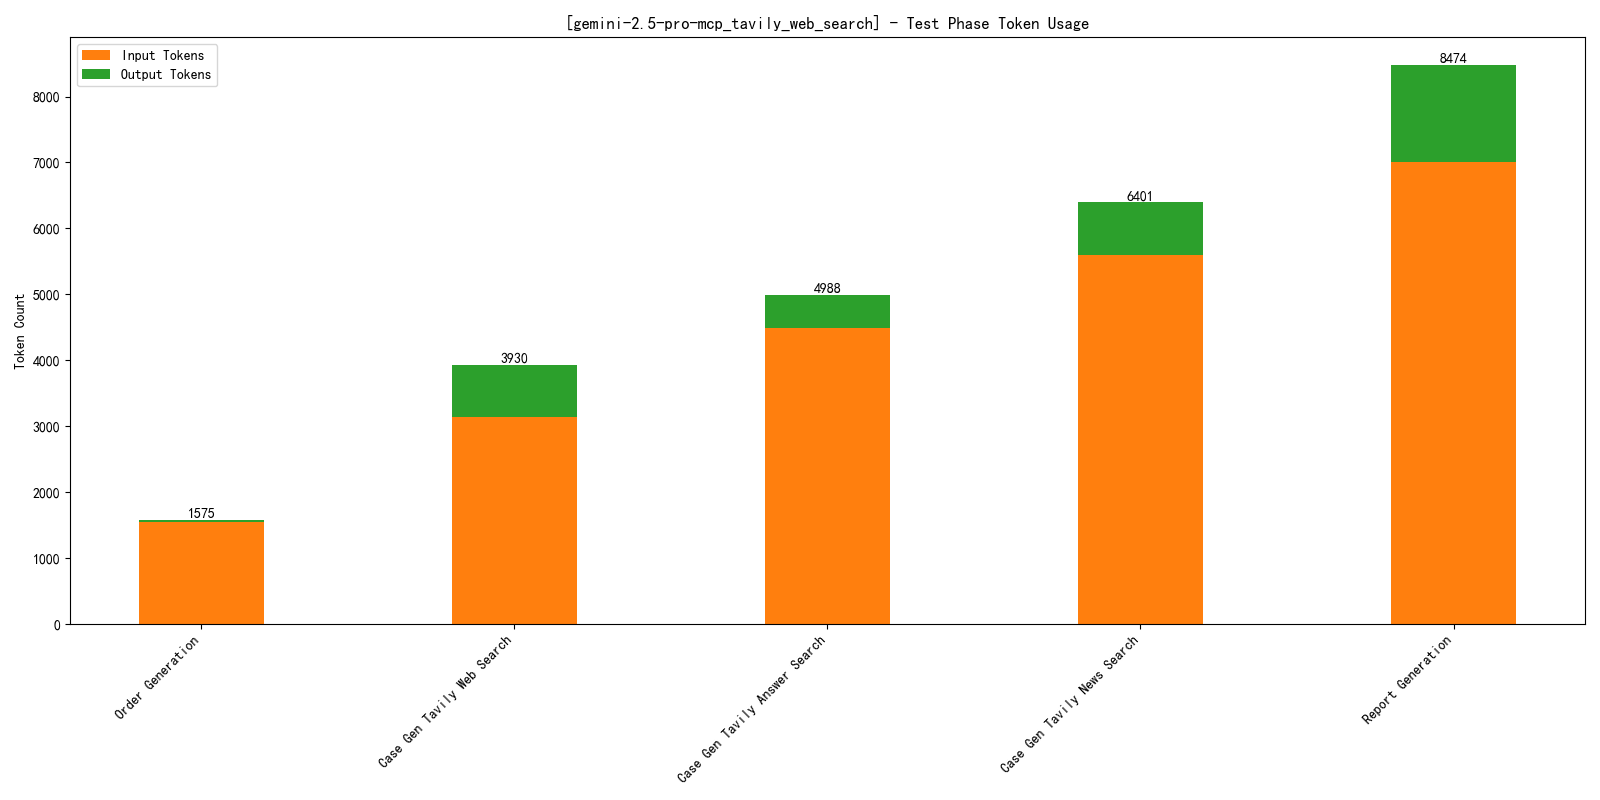 [gemini-2.5-pro-mcp_tavily_web_search] - Test Phase Token Usage
Input Tokens
Output Tokens
Token Count
8000
7000
6000
5000
4000
3000
2000
1000
0
1575
3930
4988
6401
8474
Order Generation
Case Gen Tavily Web Search
Case Gen Tavily Answer Search
Case Gen Tavily News Search
Report Generation